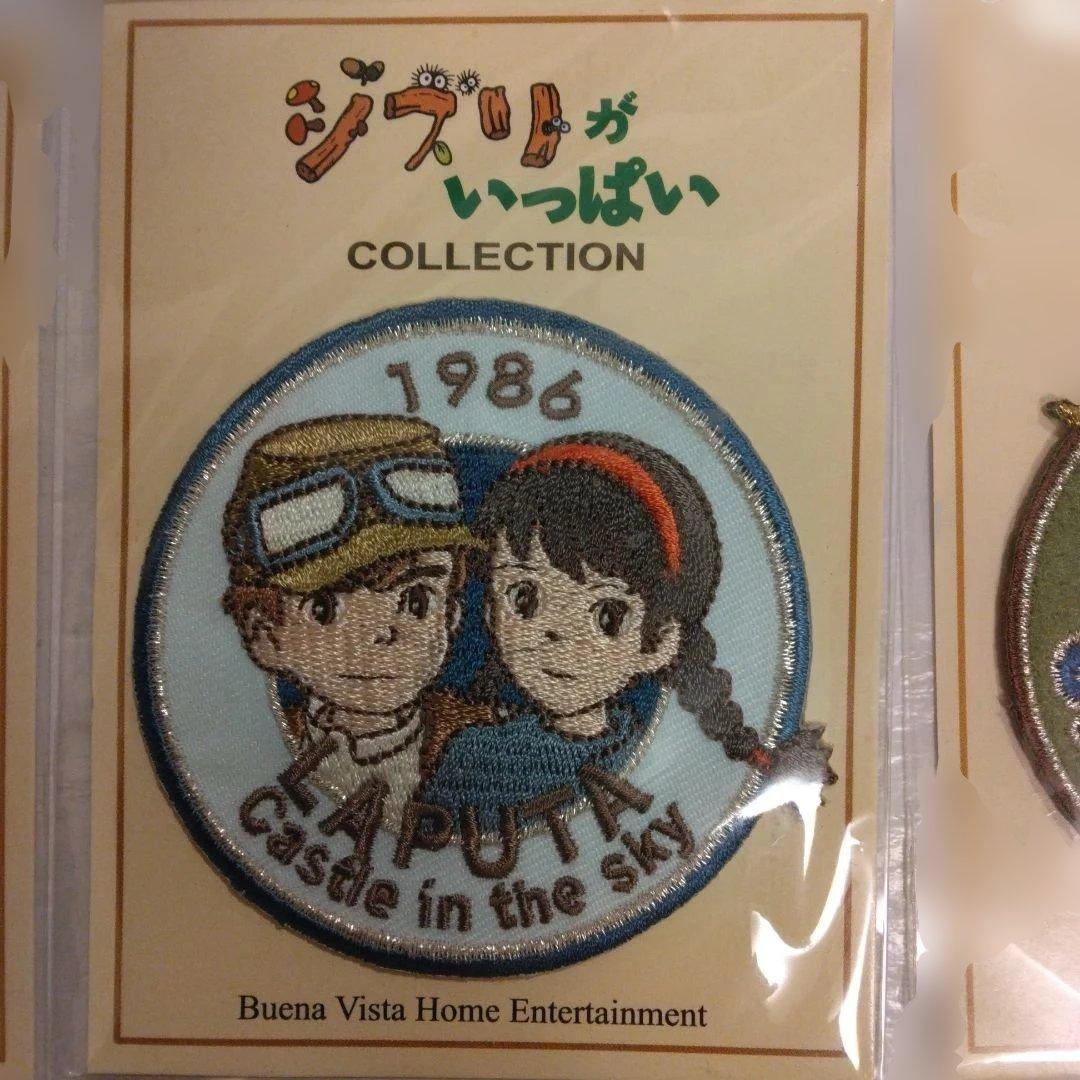 ジブリが
いっぱい
COLLECTION
1986
LAPUTA
Castle in the sky
Buena Vista Home Entertainment